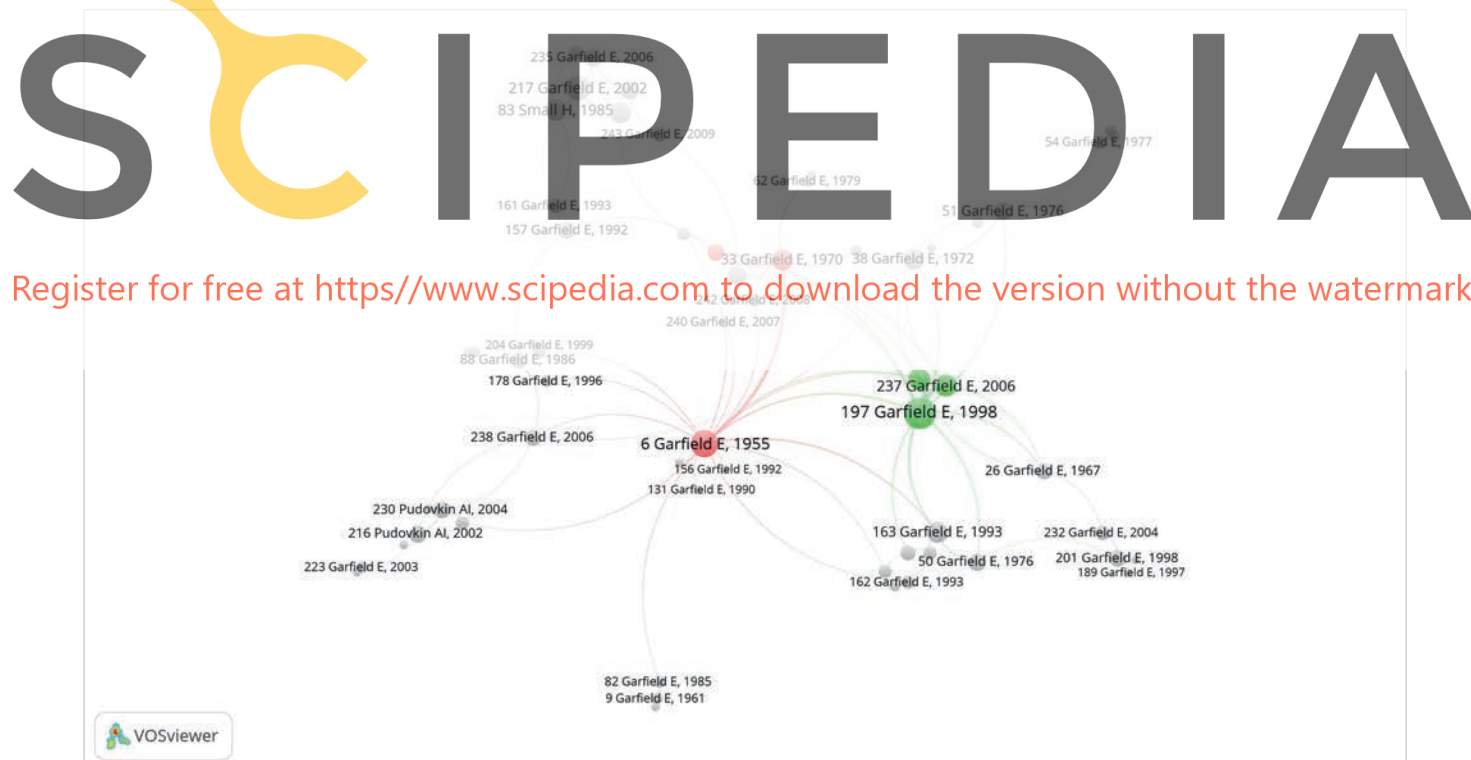 SCIPEDIA
235 Garfield E, 2006
217 Garfield E, 2002
83 Small H, 1985
243 Garfield E, 2009
54 Garfield E, 1977
62 Garfield E, 1979
161 Garfield E, 1993
51 Garfield E, 1976
157 Garfield E, 1992
33 Garfield E, 1970
38 Garfield E, 1972
Register for free at https//www.scipedia.com to download the version without the watermark
242 Garfield E, 2008
240 Garfield E, 2007
204 Garfield E, 1999
88 Garfield E, 1986
178 Garfield E, 1996
237 Garfield E, 2006
197 Garfield E, 1998
238 Garfield E, 2006
6 Garfield E, 1955
156 Garfield E, 1992
26 Garfield E, 1967
131 Garfield E, 1990
230 Pudovkin AI, 2004
216 Pudovkin AI, 2002
163 Garfield E, 1993
232 Garfield E, 2004
223 Garfield E, 2003
50 Garfield E, 1976
201 Garfield E, 1998
189 Garfield E, 1997
162 Garfield E, 1993
82 Garfield E, 1985
9 Garfield E, 1961
VOSviewer